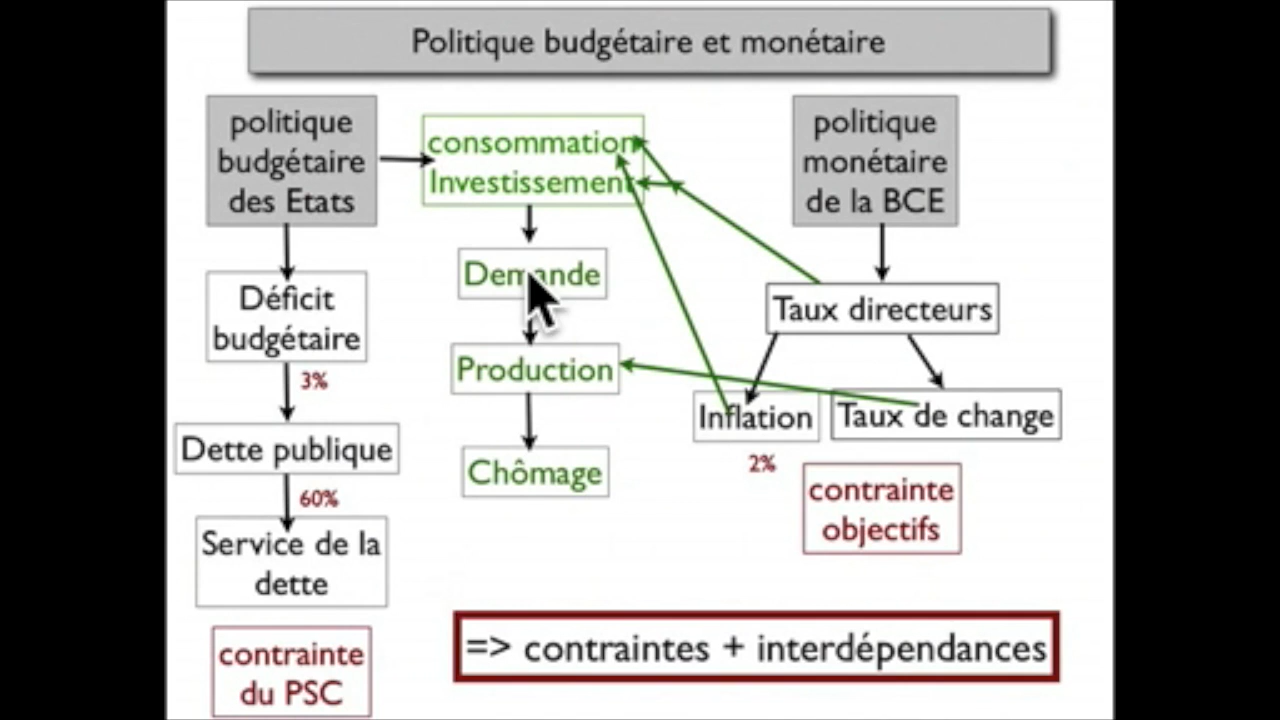 Politique budgétaire et monétaire
politique
budgétaire
des Etats
consommation
Investissement
politique
monétaire
de la BCE
Déficit
budgétaire
3%
Dette publique
60%
Service de la
dette
contrainte
du PSC
Demande
Production
Chômage
Taux directeurs
Inflation
2%
Taux de change
contrainte
objectifs
=> contraintes + interdépendances